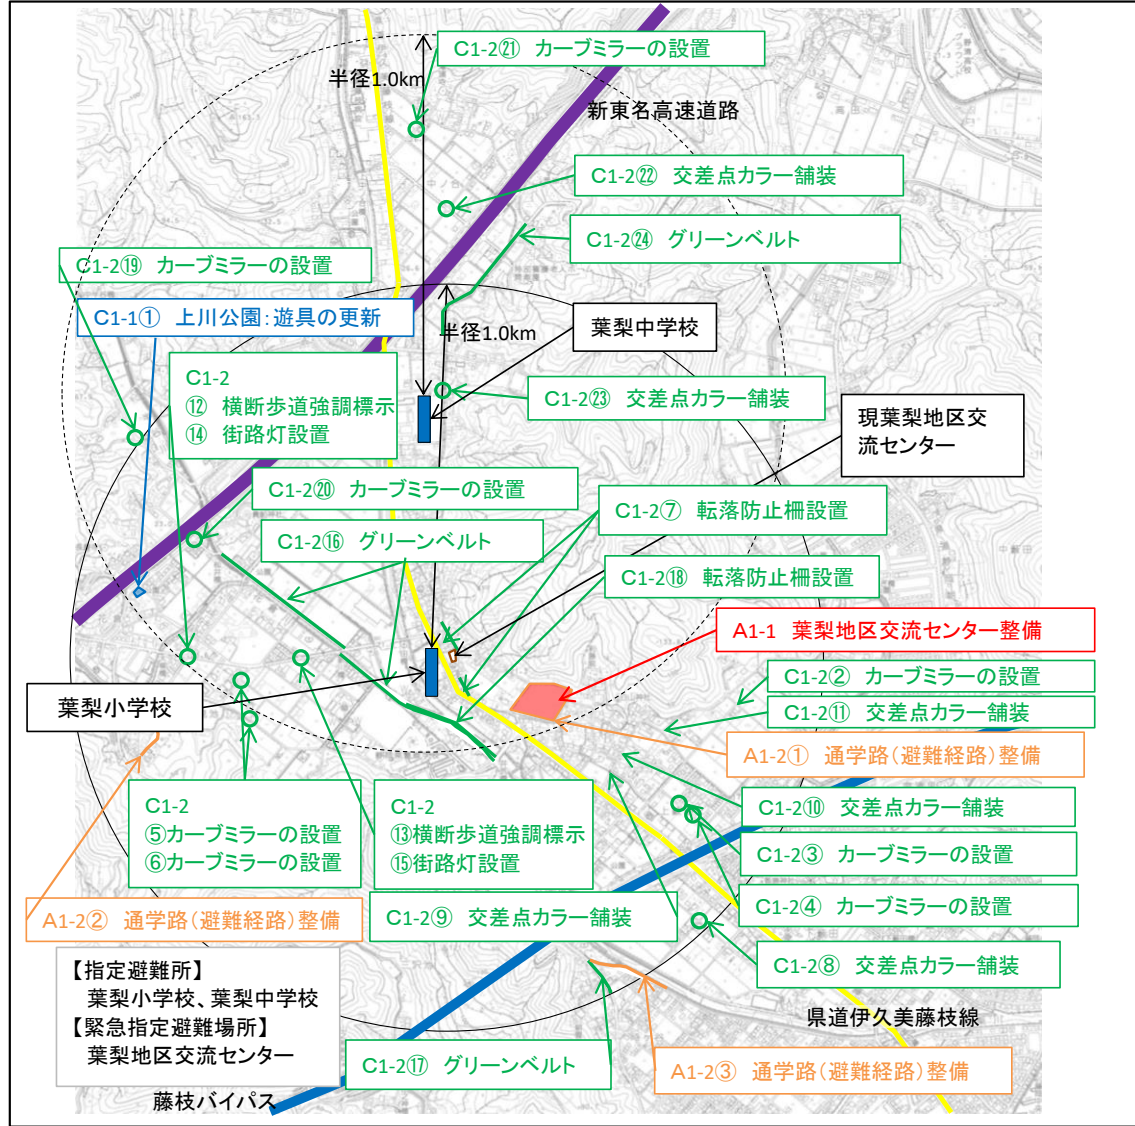 C1-2㉑ カーブミラーの設置
半径1.0km
新東名高速道路
C1-2㉒ 交差点カラー舗装
C1-2㉔ グリーンベルト
C1-2⑲ カーブミラーの設置
C1-1① 上川公園：遊具の更新
半径1.0km
葉梨中学校
C1-2
⑫ 横断歩道強調標示
⑭ 街路灯設置
C1-2㉓ 交差点カラー舗装
現葉梨地区交
流センター
C1-2⑳ カーブミラーの設置
C1-2⑦ 転落防止柵設置
C1-2⑯ グリーンベルト
C1-2⑱ 転落防止柵設置
A1-1 葉梨地区交流センター整備
C1-2② カーブミラーの設置
葉梨小学校
C1-2⑪ 交差点カラー舗装
A1-2① 通学路（避難経路）整備
C1-2
⑤カーブミラーの設置
⑥カーブミラーの設置
C1-2
⑬横断歩道強調標示
⑮街路灯設置
C1-2⑩ 交差点カラー舗装
C1-2③ カーブミラーの設置
C1-2④ カーブミラーの設置
A1-2② 通学路（避難経路）整備
C1-2⑨ 交差点カラー舗装
C1-2⑧ 交差点カラー舗装
【指定避難所】
葉梨小学校、葉梨中学校
【緊急指定避難場所】
葉梨地区交流センター
県道伊久美藤枝線
C1-2⑰ グリーンベルト
A1-2③ 通学路（避難経路）整備
藤枝バイパス